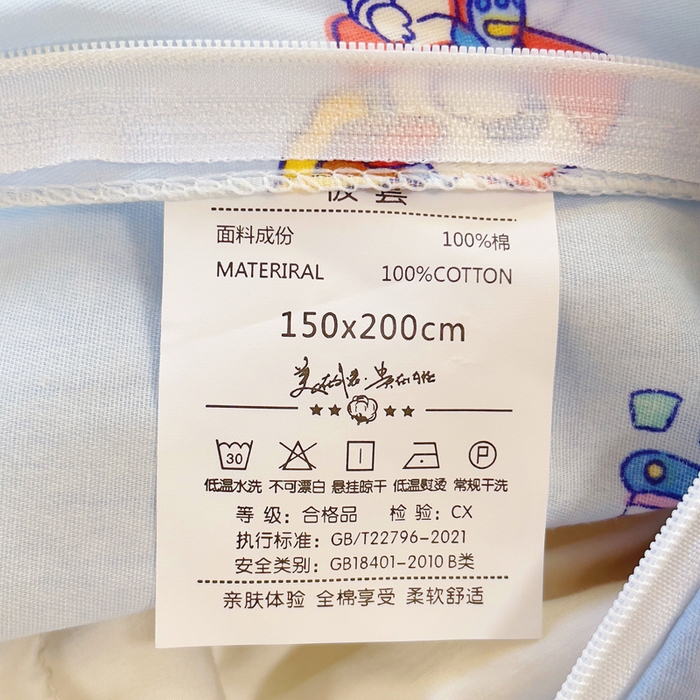 被套
面料成份 100%棉
MATERIRAL 100%COTTON
150x200cm
30
P
低温水洗 不可漂白 悬挂晾干 低温熨烫 常规干洗
等 级：合格品 检 验：CX
执行标准：GB/T22796-2021
安全类别：GB18401-2010 B类
亲肤体验 全棉享受 柔软舒适